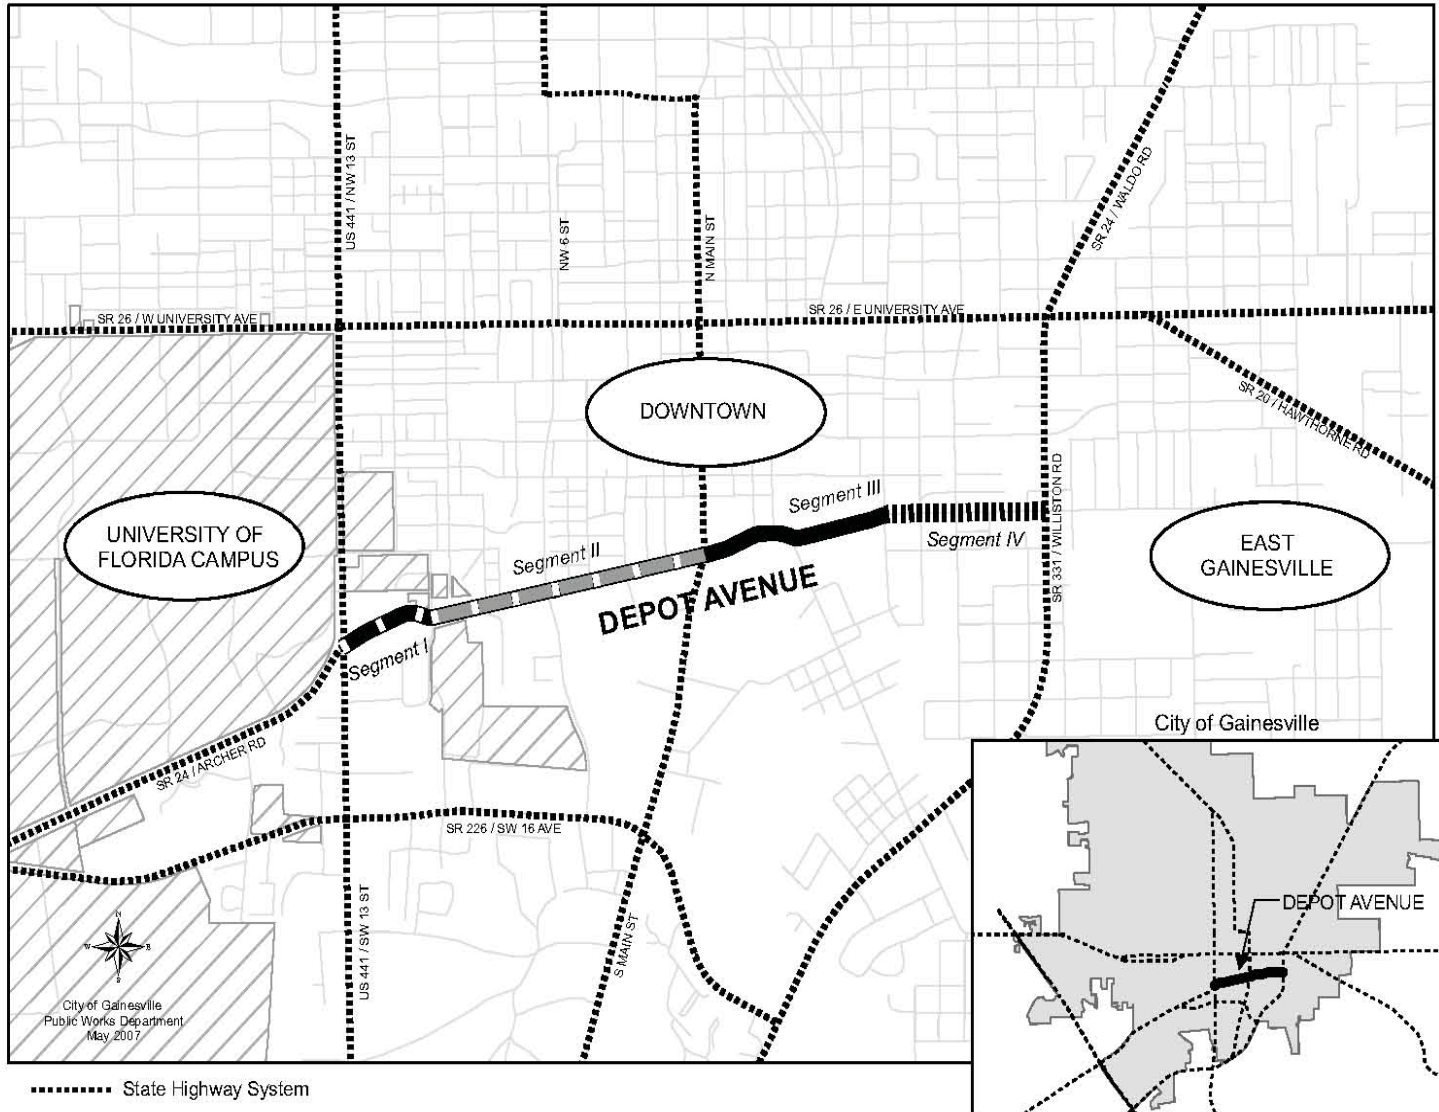 US 441 / NW 13 ST
NW 6 ST
N MAIN ST
SR 24 / WALDO RD
SR 26 / W UNIVERSITY AVE
SR 26 / E UNIVERSITY AVE
SR 20 / HAWTHORNE RD
DOWNTOWN
UNIVERSITY OF
FLORIDA CAMPUS
Segment III
Segment IV
Segment II
Segment I
DEPOT AVENUE
SR 331 / WILLISTON RD
EAST
GAINESVILLE
SR 24 / ARCHER RD
SR 226 / SW 16 AVE
US 441 / SW 13 ST
S MAIN ST
City of Gainesville
DEPOT AVENUE
N
W E
S
City of Gainesville
Public Works Department
May 2007
State Highway System